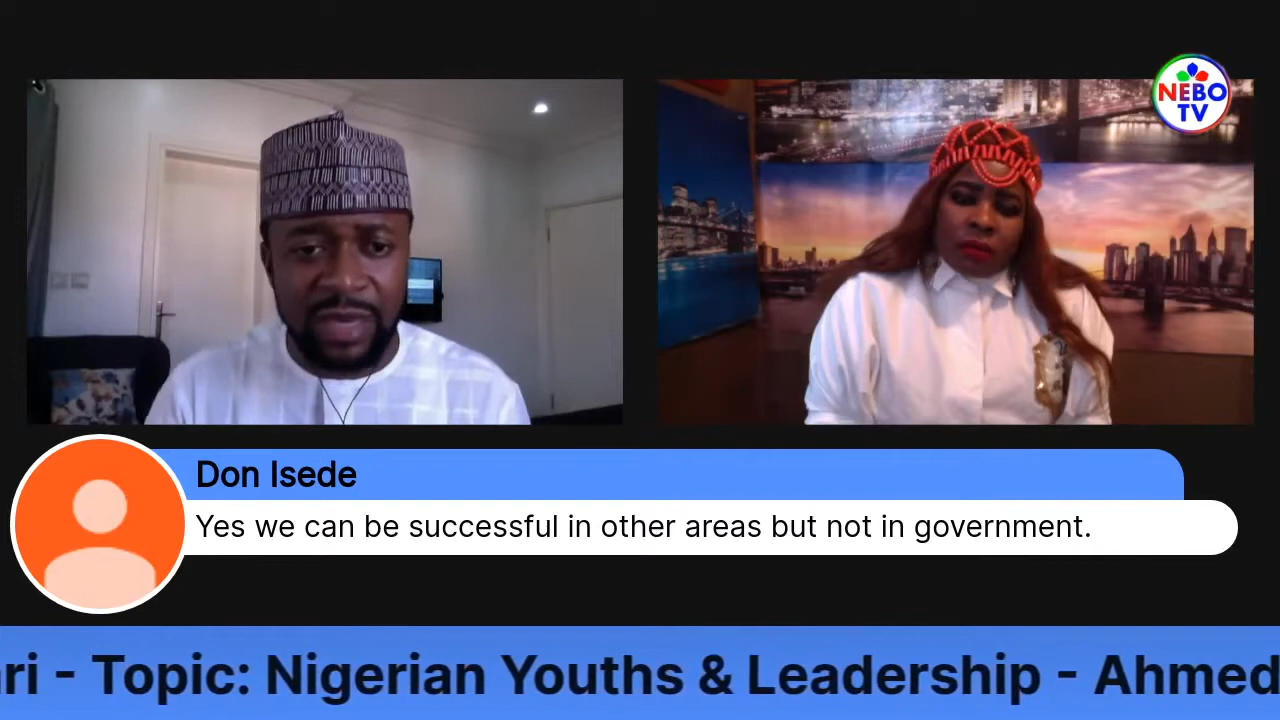 NEBO
TV
Don Isede
Yes we can be successful in other areas but not in government.
ri - Topic: Nigerian Youths & Leadership - Ahmed